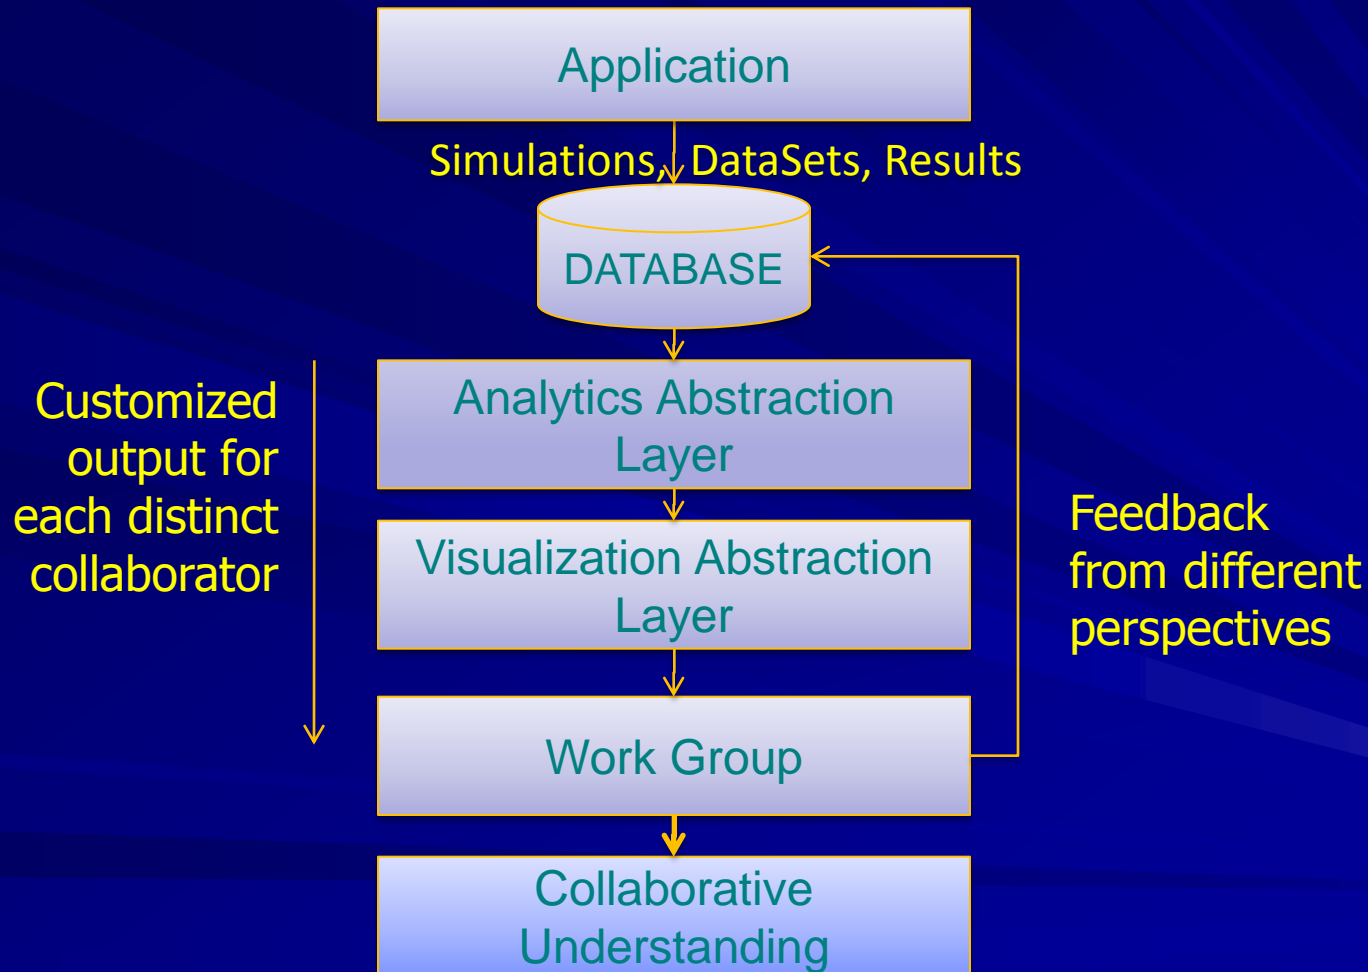 Application
Simulations, DataSets, Results
DATABASE
Analytics Abstraction
Layer
Customized
output for
each distinct
collaborator
Visualization Abstraction
Layer
Feedback
from different
perspectives
Work Group
Collaborative
Understanding